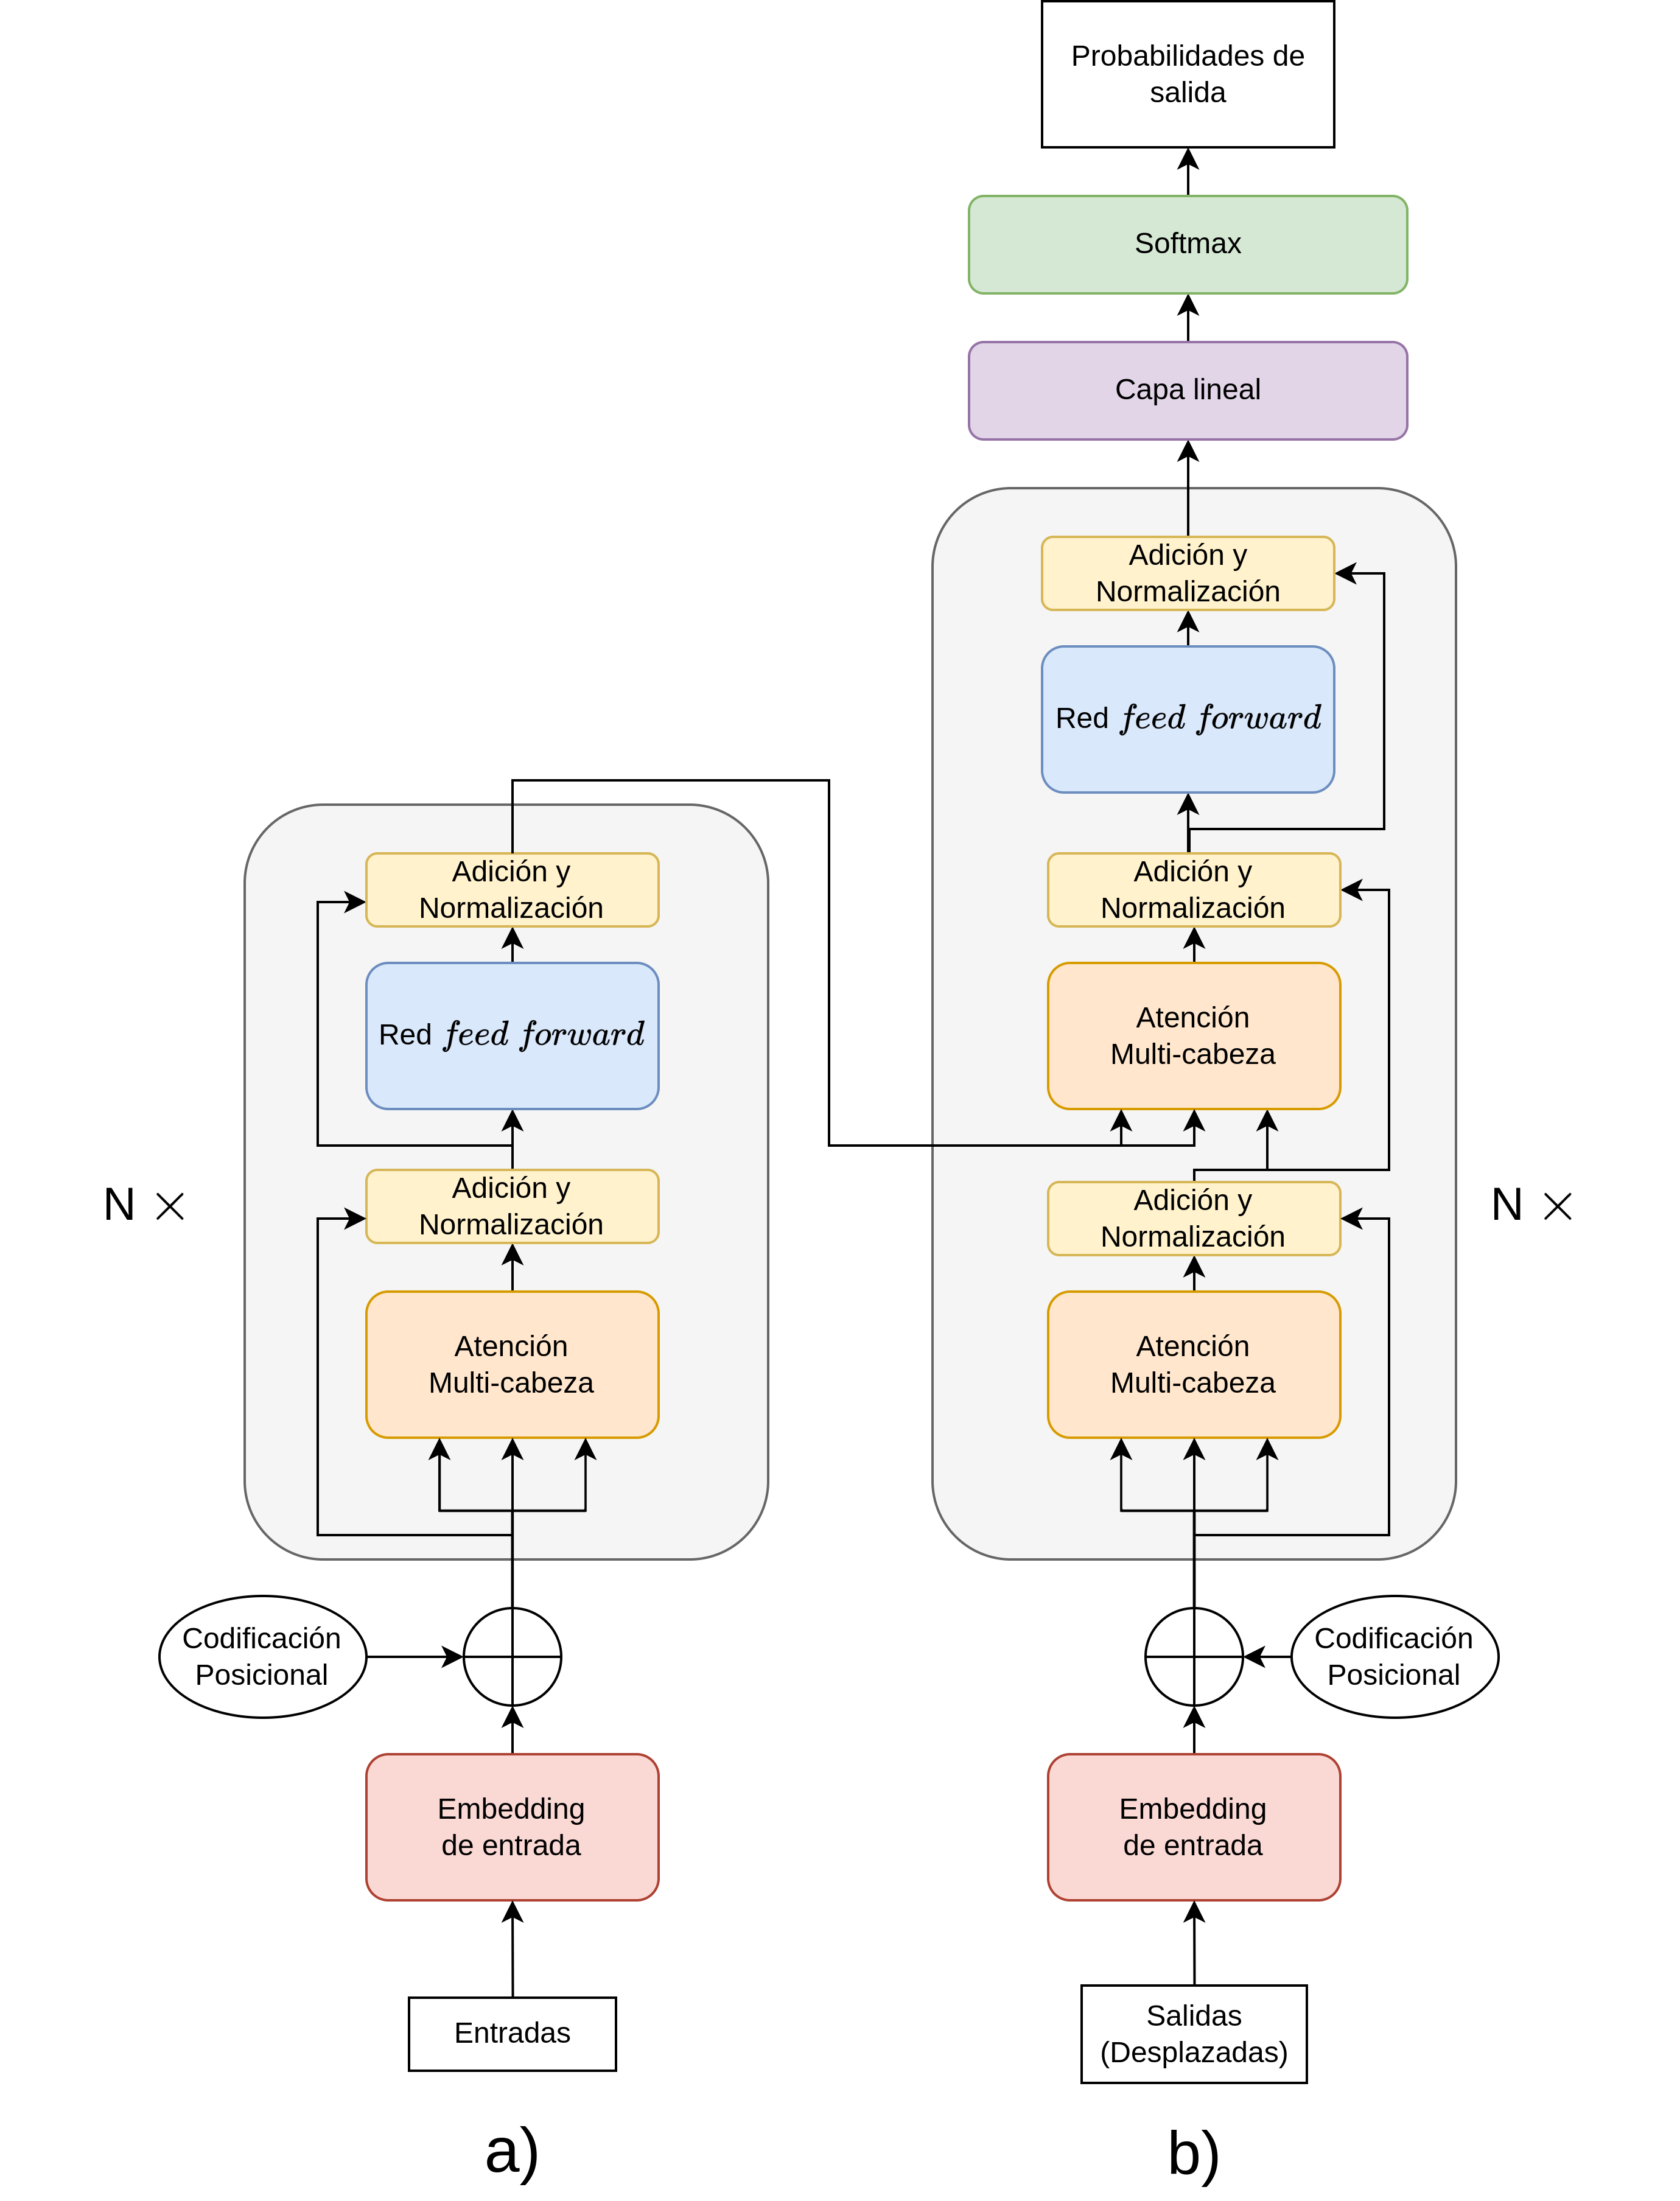 Probabilidades de
salida
Softmax
Capa lineal
Adición y
Normalización
Red feed forward
Adición y
Normalización
Atención
Multi-cabeza
Adición y
Normalización
Atención
Multi-cabeza
N ×
Codificación
Posicional
Embedding
de entrada
Salidas
(Desplazadas)
b)
Adición y
Normalización
Red feed forward
Adición y
Normalización
Atención
Multi-cabeza
N ×
Codificación
Posicional
Embedding
de entrada
Entradas
a)